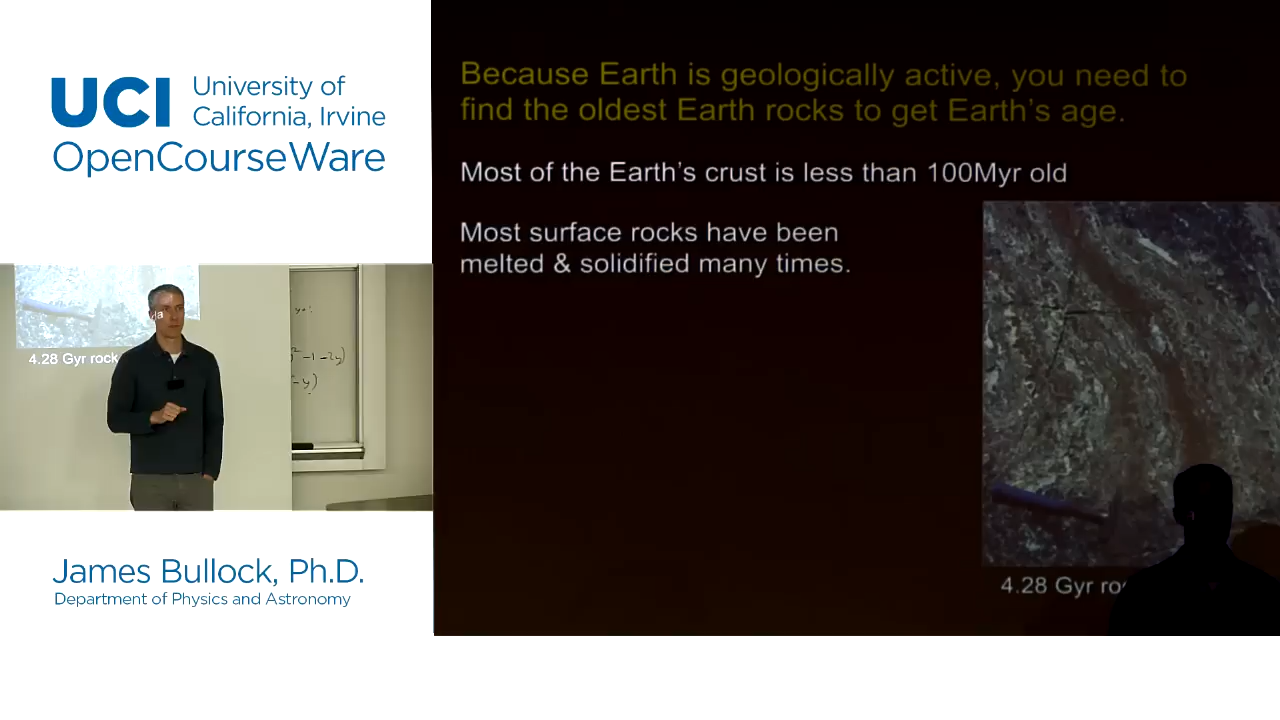 UCI University of
California, Irvine
OpenCourseWare
Because Earth is geologically active, you need to
find the oldest Earth rocks to get Earth's age.
Most of the Earth's crust is less than 100Myr old
Most surface rocks have been
melted & solidified many times.
4.28 Gyr
4.28 Gyr rock
James Bullock, Ph.D.
Department of Physics and Astronomy